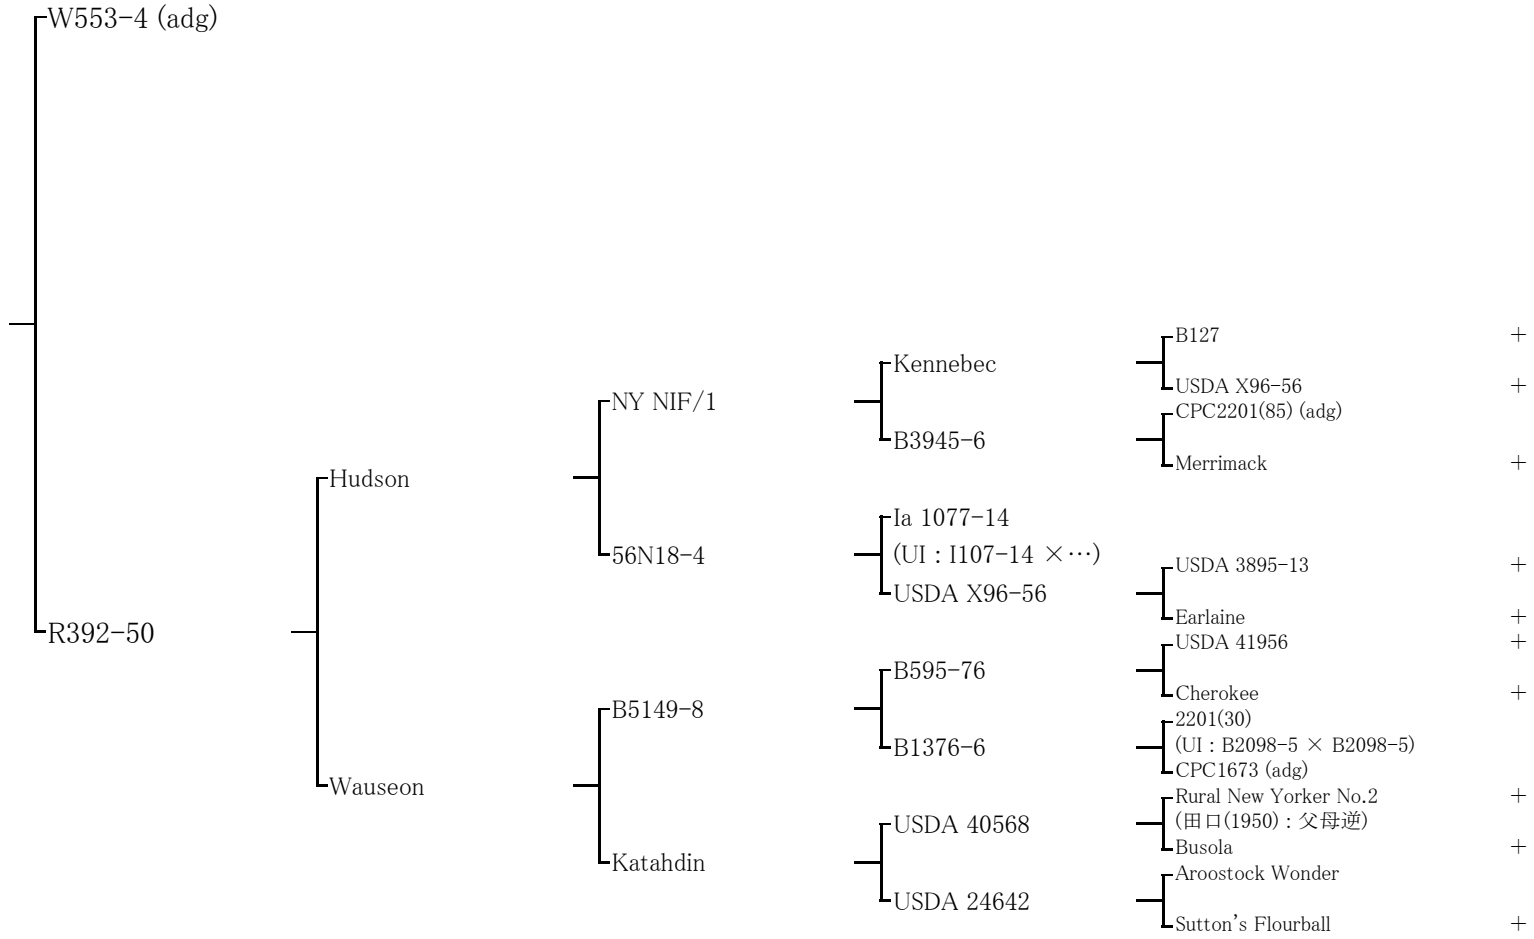 W553-4 (adg)
B127 +
Kennebec
USDA X96-56 +
NY NIF/1
CPC2201(85) (adg)
B3945-6
Merrimack +
Hudson
Ia 1077-14
56N18-4
(UI : I107-14 ×…)
USDA 3895-13 +
USDA X96-56
Earlaine +
R392-50
USDA 41956 +
B595-76
Cherokee +
B5149-8
2201(30)
B1376-6
(UI : B2098-5 × B2098-5)
CPC1673 (adg)
Wauseon
Rural New Yorker No.2 +
USDA 40568
(田口(1950) : 父母逆)
Busola +
Katahdin
Aroostock Wonder
USDA 24642
Sutton's Flourball +